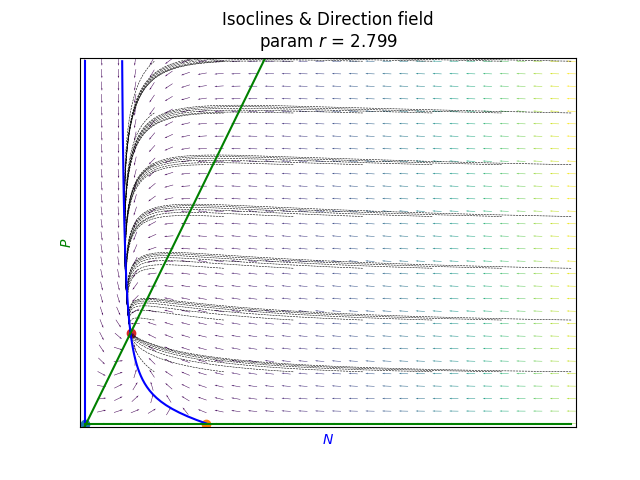 Isoclines & Direction field
param r = 2.799
P
N